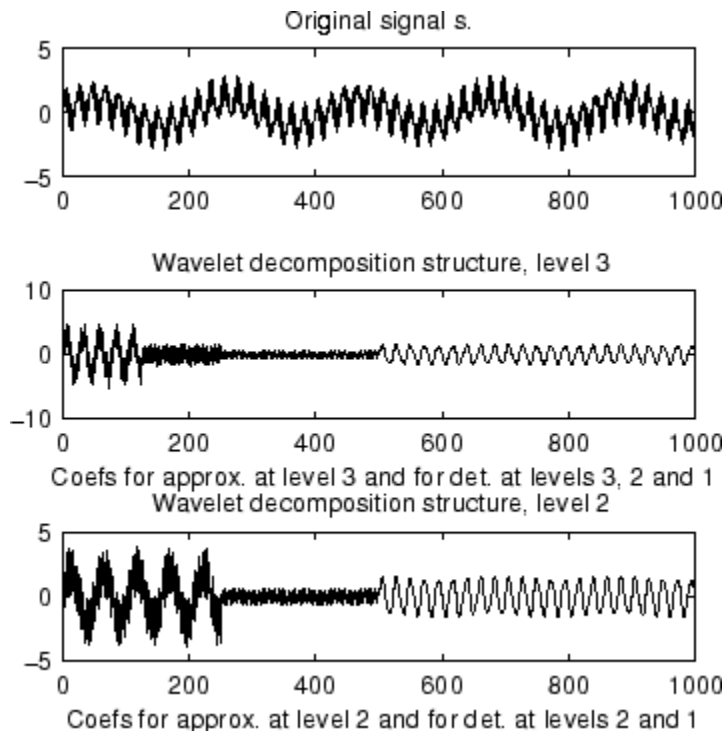 Original signal s.
5
0
−5
0 200 400 600 800 1000
Wavelet decomposition structure, level 3
10
0
−10
0 200 400 600 800 1000
Coefs for approx. at level 3 and for det. at levels 3, 2 and 1
Wavelet decomposition structure, level 2
5
0
−5
0 200 400 600 800 1000
Coefs for approx. at level 2 and for det. at levels 2 and 1